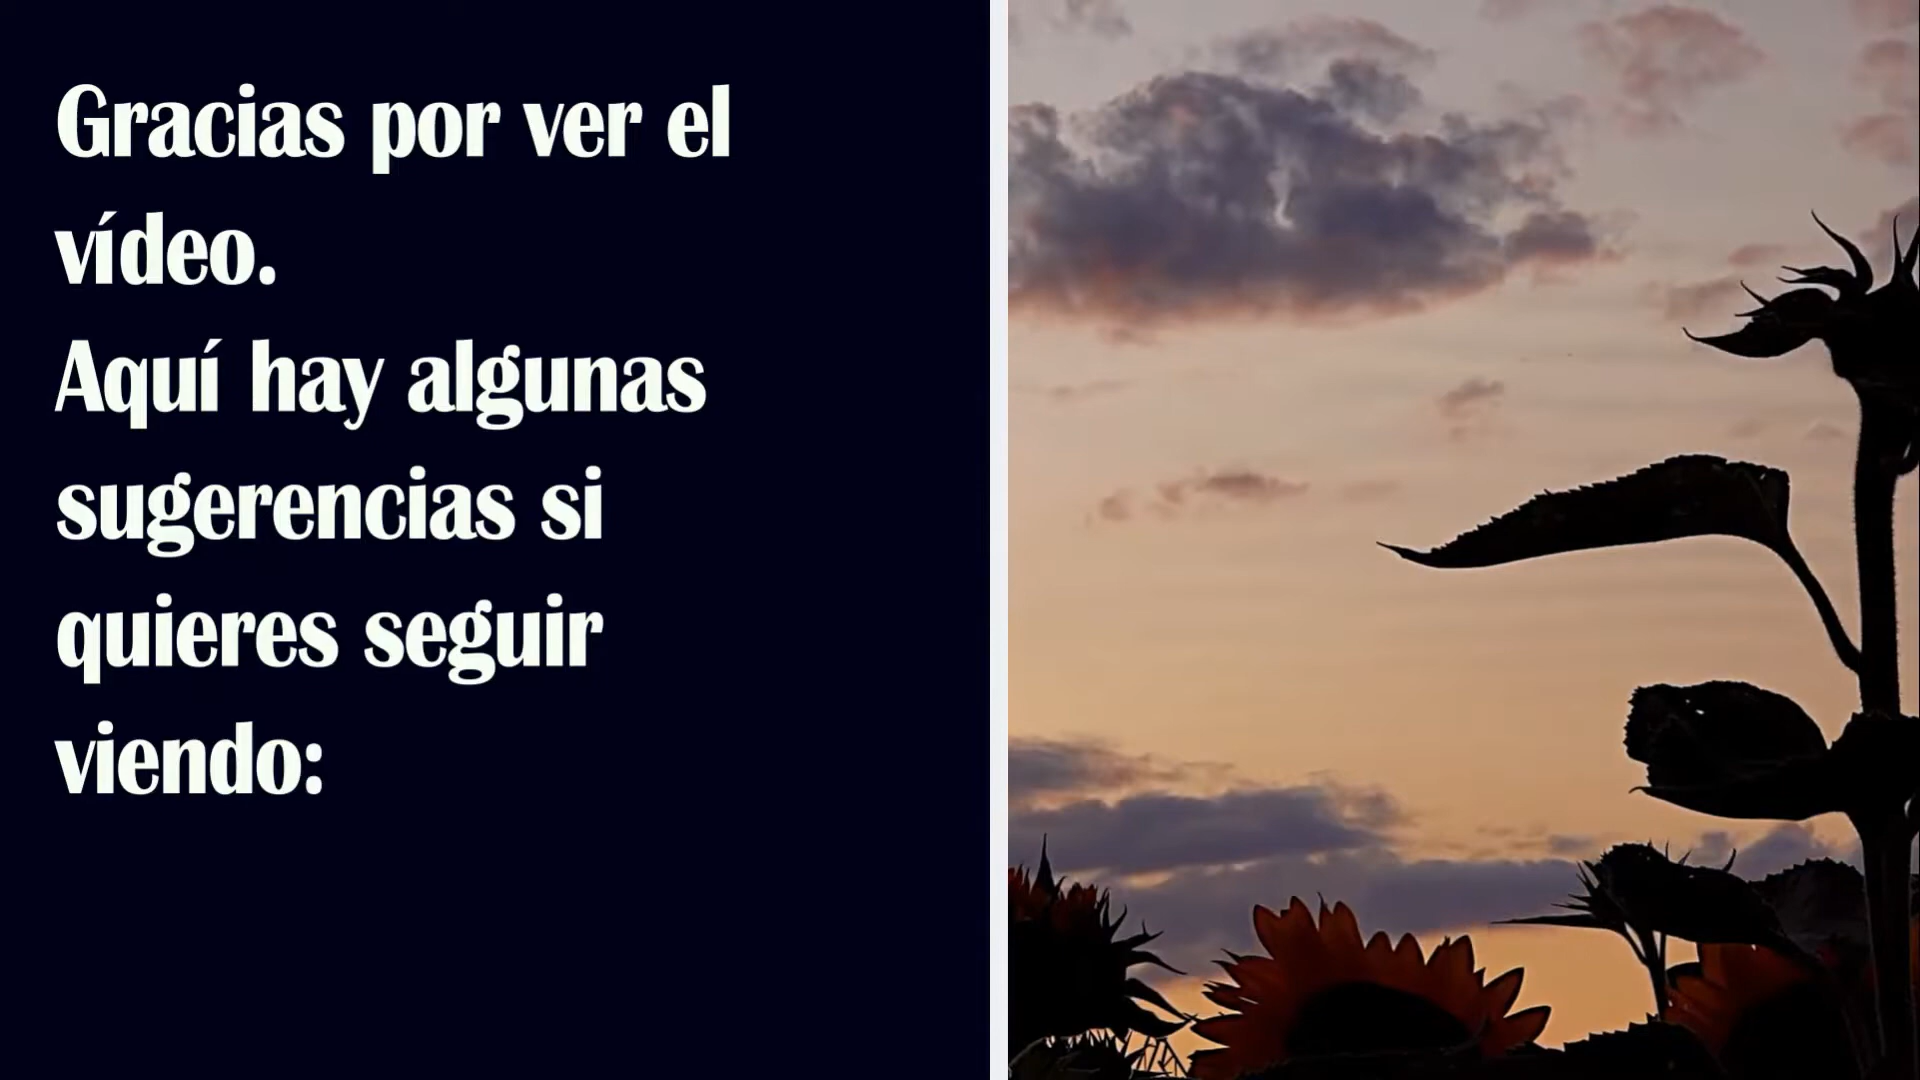 Gracias por ver el
vídeo.
Aquí hay algunas
sugerencias si
quieres seguir
viendo: